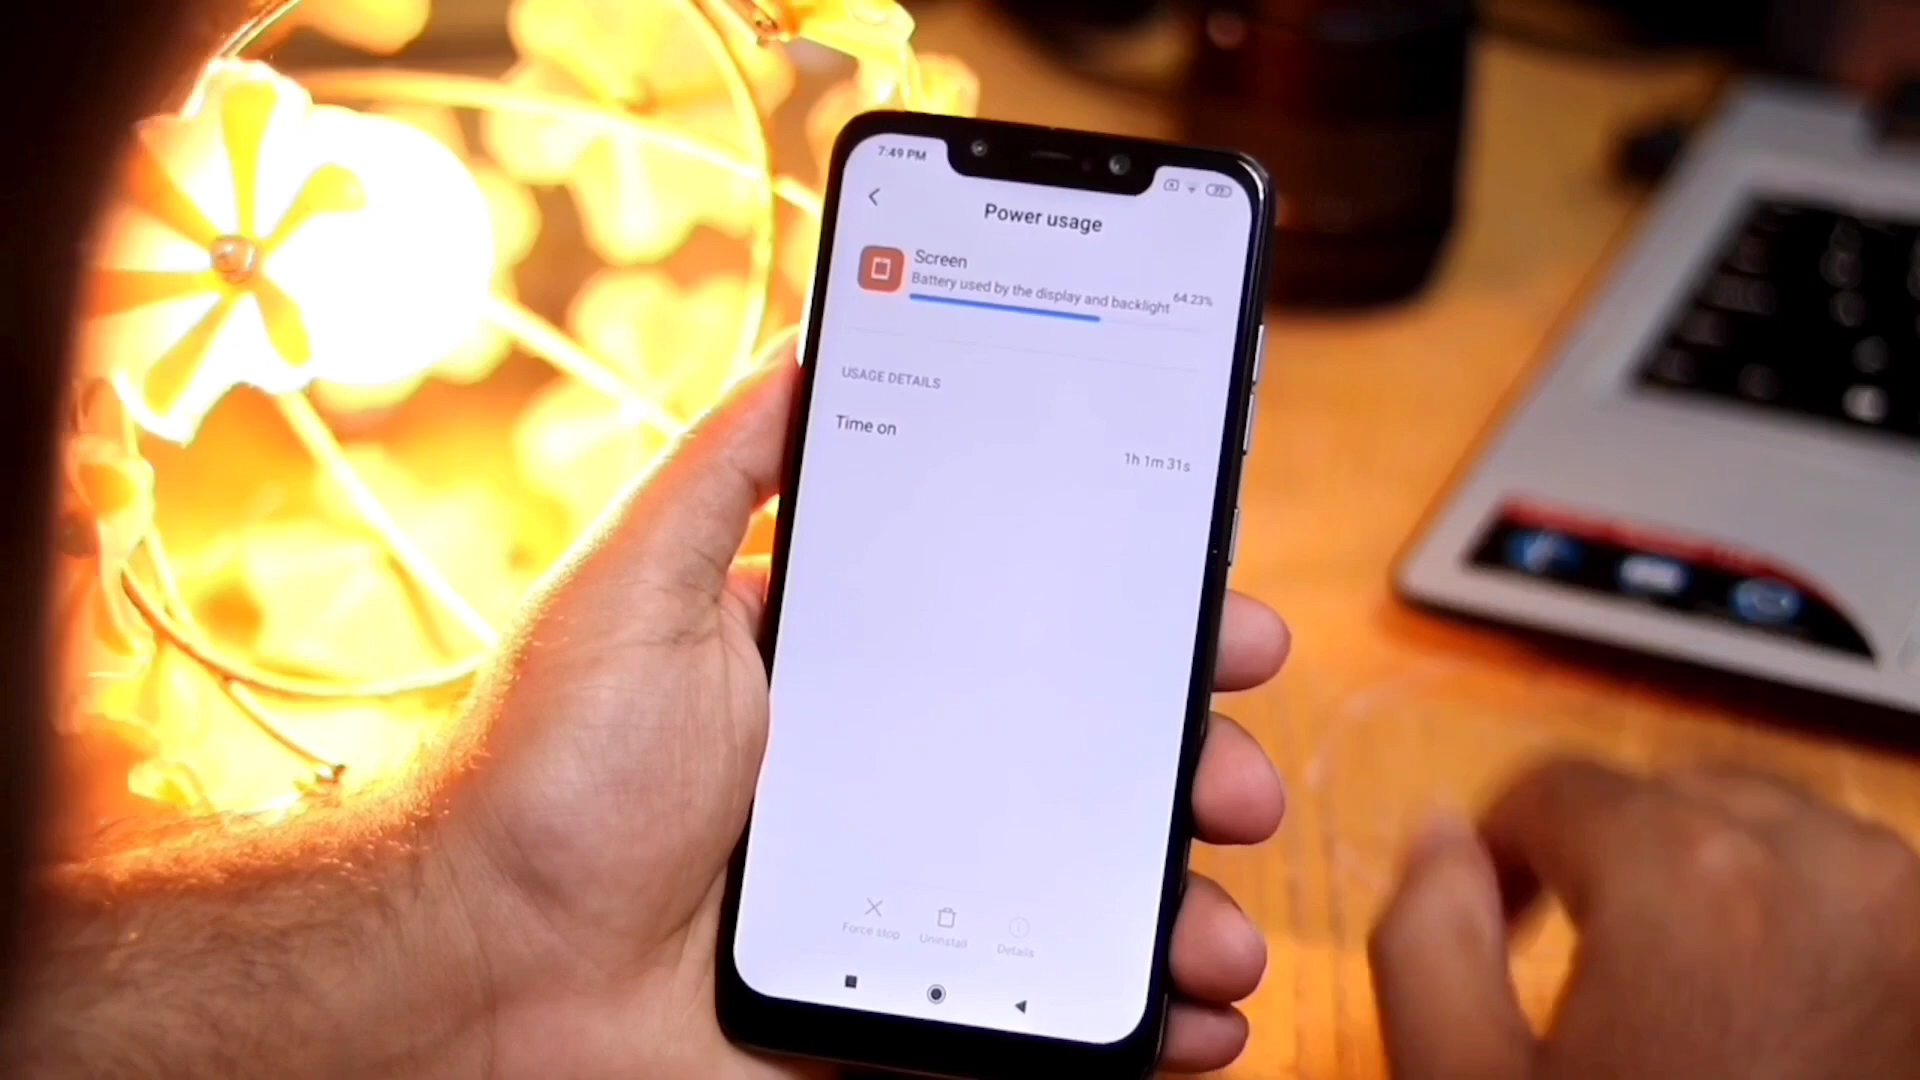 7:49 PM
Power usage
Screen
Battery used by the display and backlight 64.23%
USAGE DETAILS
Time on
1h 1m 31s
Force stop
Uninstall
Details